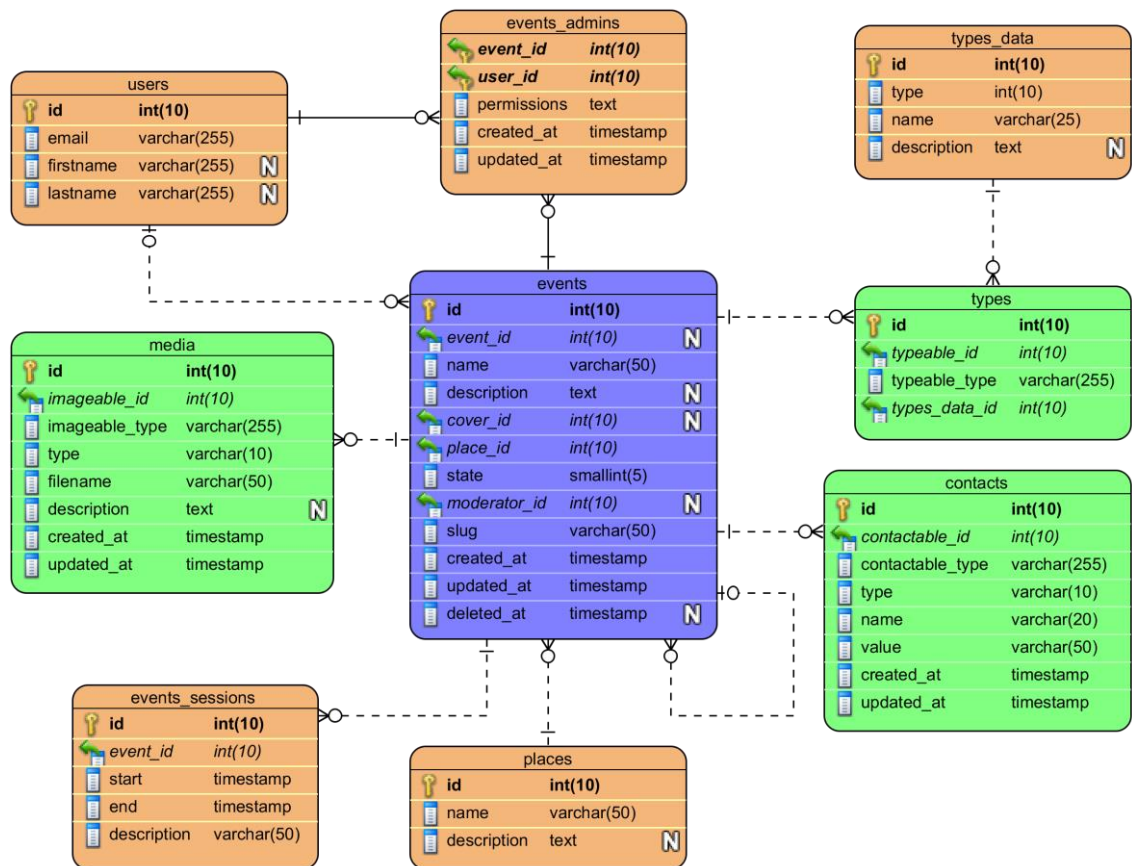 events_admins
event_id int(10)
user_id int(10)
permissions text
created_at timestamp
updated_at timestamp
types_data
id int(10)
type int(10)
name varchar(25)
description text N
users
id int(10)
email varchar(255)
firstname varchar(255) N
lastname varchar(255) N
events
id int(10)
event_id int(10) N
name varchar(50)
description text N
cover_id int(10) N
place_id int(10)
state smallint(5)
moderator_id int(10) N
slug varchar(50)
created_at timestamp
updated_at timestamp
deleted_at timestamp N
types
id int(10)
typeable_id int(10)
typeable_type varchar(255)
types_data_id int(10)
media
id int(10)
imageable_id int(10)
imageable_type varchar(255)
type varchar(10)
filename varchar(50)
description text N
created_at timestamp
updated_at timestamp
contacts
id int(10)
contactable_id int(10)
contactable_type varchar(255)
type varchar(10)
name varchar(20)
value varchar(50)
created_at timestamp
updated_at timestamp
events_sessions
id int(10)
event_id int(10)
start timestamp
end timestamp
description varchar(50)
places
id int(10)
name varchar(50)
description text N